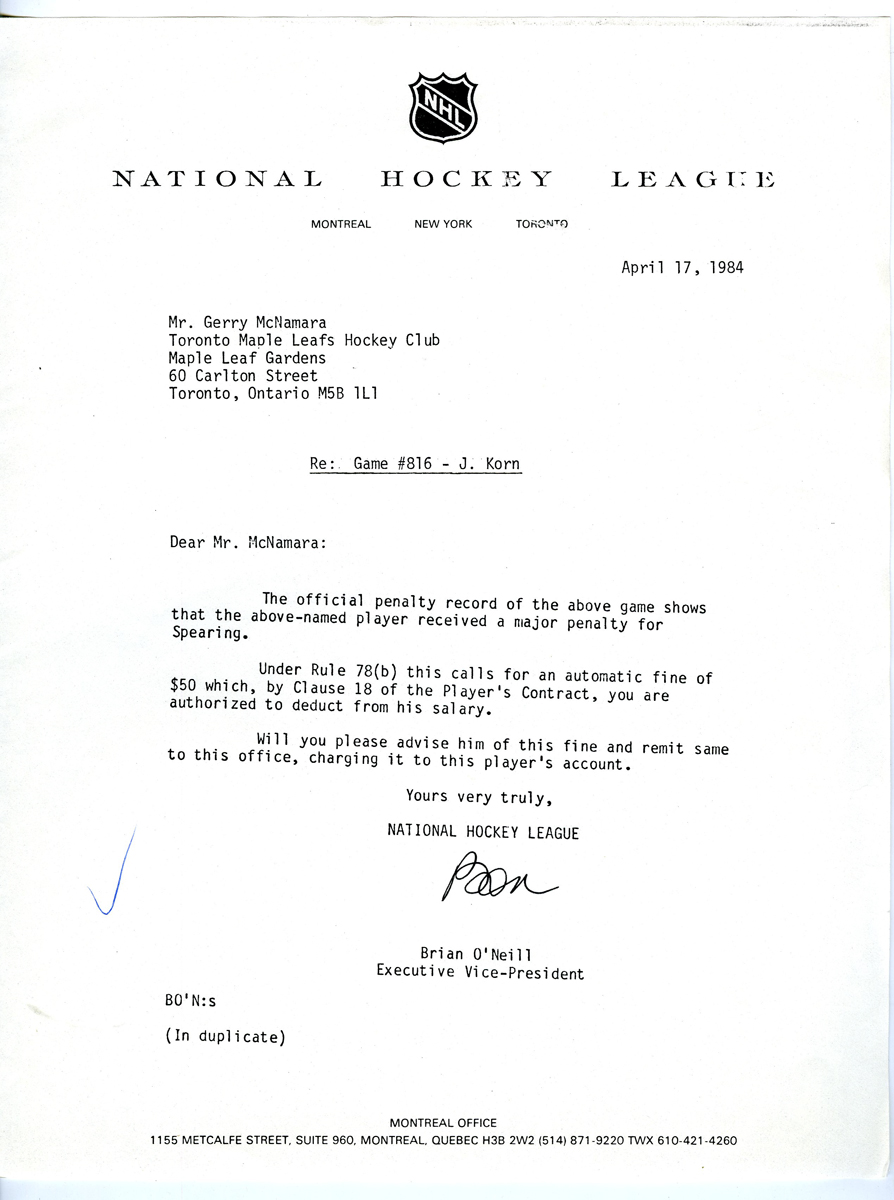 NHL
NATIONAL HOCKEY LEAGUE
MONTREAL NEW YORK TORONTO
April 17, 1984
Mr. Gerry McNamara
Toronto Maple Leafs Hockey Club
Maple Leaf Gardens
60 Carlton Street
Toronto, Ontario M5B 1L1
Re: Game #816 - J. Korn
Dear Mr. McNamara:
The official penalty record of the above game shows
that the above-named player received a major penalty for
Spearing.
Under Rule 78(b) this calls for an automatic fine of
$50 which, by Clause 18 of the Player's Contract, you are
authorized to deduct from his salary.
Will you please advise him of this fine and remit same
to this office, charging it to this player's account.
Yours very truly,
NATIONAL HOCKEY LEAGUE
Brian O'Neill
Executive Vice-President
BO'N:s
(In duplicate)
MONTREAL OFFICE
1155 METCALFE STREET, SUITE 960, MONTREAL, QUEBEC H3B 2W2 (514) 871-9220 TWX 610-421-4260